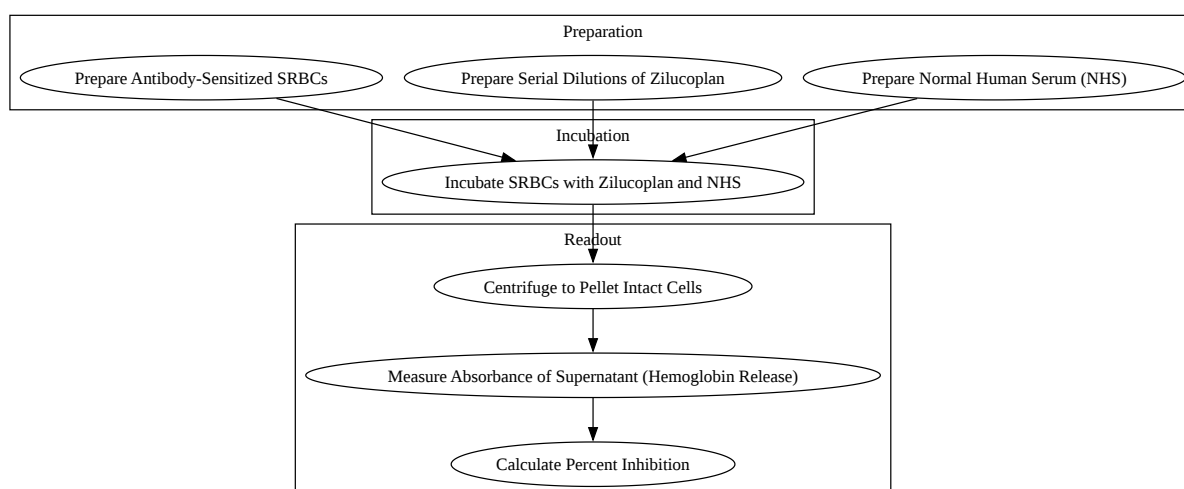 Preparation
Prepare Antibody-Sensitized SRBCs
Prepare Serial Dilutions of Zilucoplan
Prepare Normal Human Serum (NHS)
Incubation
Incubate SRBCs with Zilucoplan and NHS
Readout
Centrifuge to Pellet Intact Cells
Measure Absorbance of Supernatant (Hemoglobin Release)
Calculate Percent Inhibition